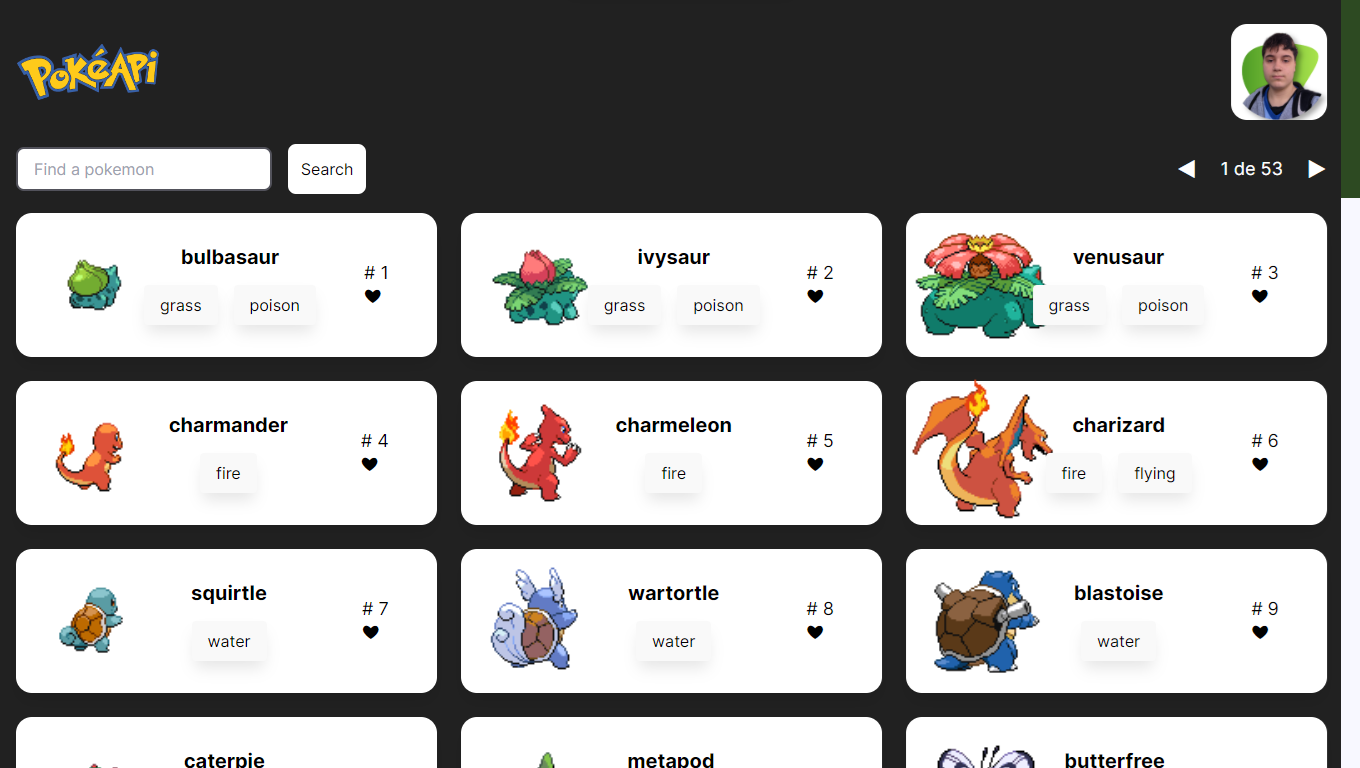 PokéAPi
Find a pokemon
Search
◀ 1 de 53 ▶
bulbasaur
# 1
grass poison
ivysaur
# 2
grass poison
venusaur
# 3
grass poison
charmander
# 4
fire
charmeleon
# 5
fire
charizard
# 6
fire flying
squirtle
# 7
water
wartortle
# 8
water
blastoise
# 9
water
caterpie
metapod
butterfree